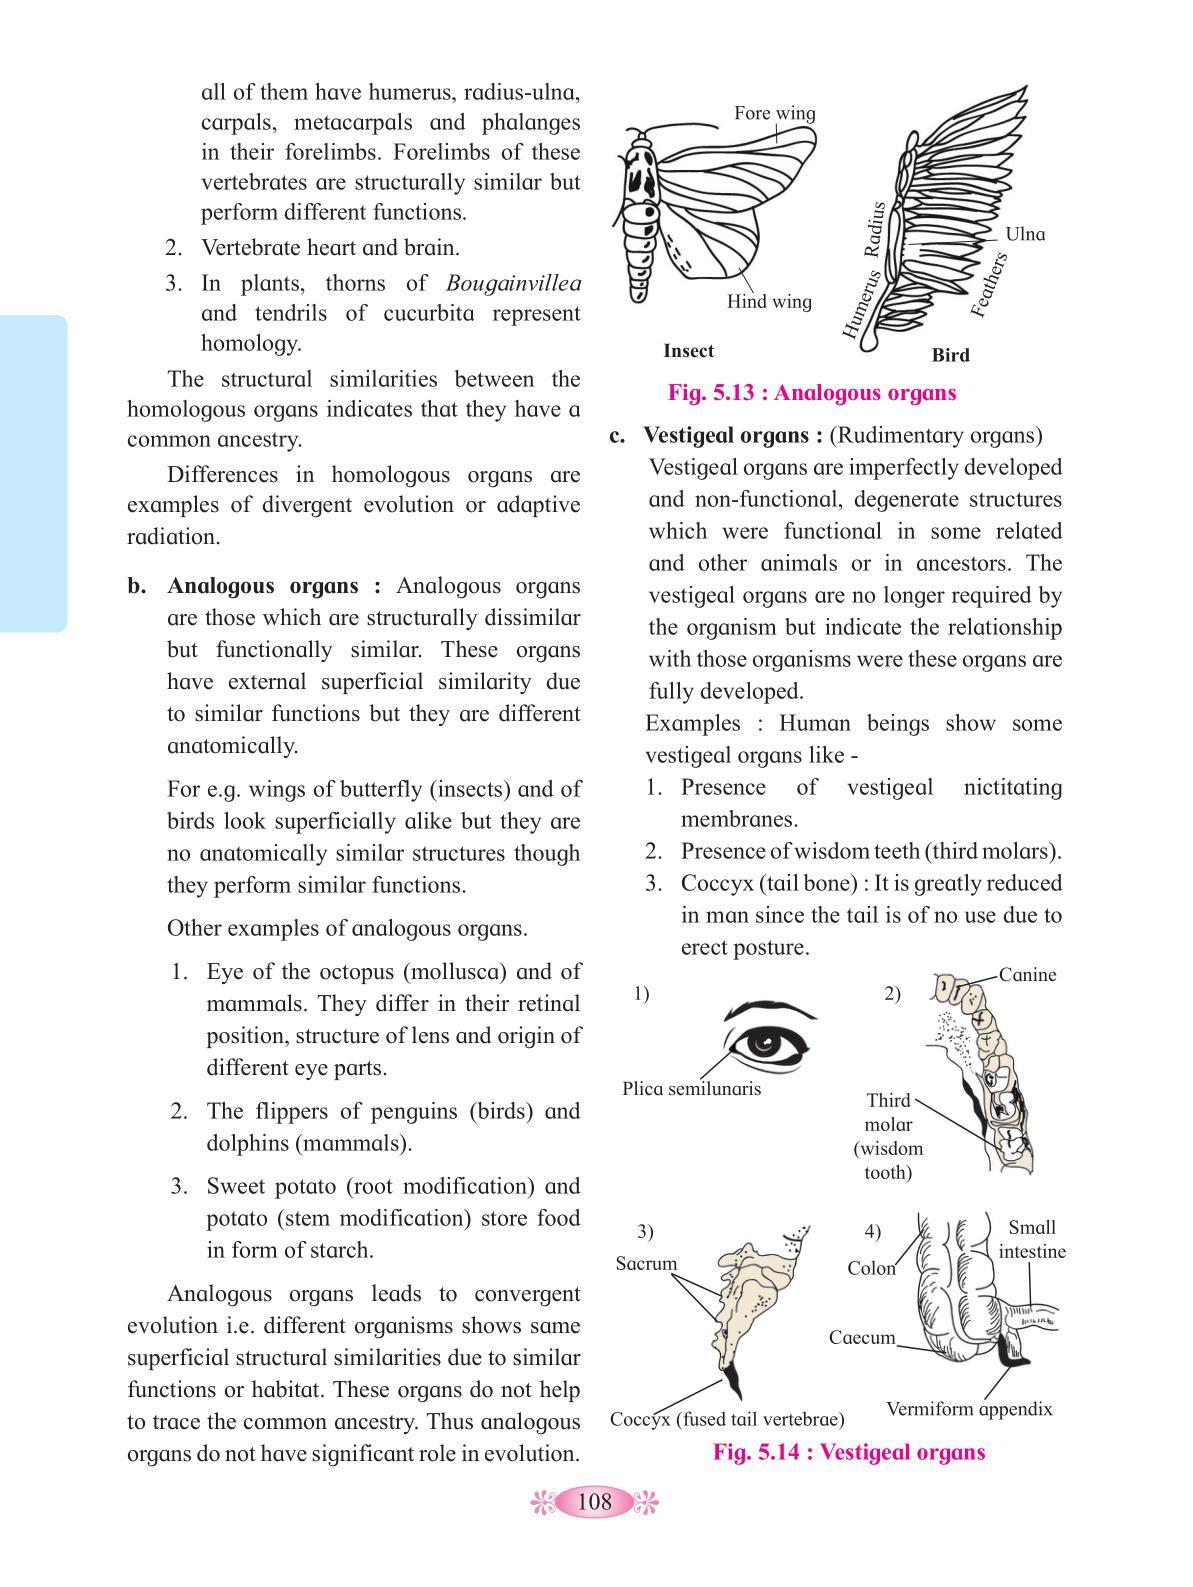 all of them have humerus, radius-ulna,
carpals, metacarpals and phalanges
in their forelimbs. Forelimbs of these
vertebrates are structurally similar but
perform different functions.
2. Vertebrate heart and brain.
3. In plants, thorns of Bougainvillea
and tendrils of cucurbita represent
homology.
The structural similarities between the
homologous organs indicates that they have a
common ancestry.
Differences in homologous organs are
examples of divergent evolution or adaptive
radiation.
b. Analogous organs : Analogous organs
are those which are structurally dissimilar
but functionally similar. These organs
have external superficial similarity due
to similar functions but they are different
anatomically.
For e.g. wings of butterfly (insects) and of
birds look superficially alike but they are
no anatomically similar structures though
they perform similar functions.
Other examples of analogous organs.
1. Eye of the octopus (mollusca) and of
mammals. They differ in their retinal
position, structure of lens and origin of
different eye parts.
2. The flippers of penguins (birds) and
dolphins (mammals).
3. Sweet potato (root modification) and
potato (stem modification) store food
in form of starch.
Analogous organs leads to convergent
evolution i.e. different organisms shows same
superficial structural similarities due to similar
functions or habitat. These organs do not help
to trace the common ancestry. Thus analogous
organs do not have significant role in evolution.
Fore wing
Hind wing
Insect
Radius
Humerus
Ulna
Feathers
Bird
Fig. 5.13 : Analogous organs
c. Vestigeal organs : (Rudimentary organs)
Vestigeal organs are imperfectly developed
and non-functional, degenerate structures
which were functional in some related
and other animals or in ancestors. The
vestigeal organs are no longer required by
the organism but indicate the relationship
with those organisms were these organs are
fully developed.
Examples : Human beings show some
vestigeal organs like -
1. Presence of vestigeal nictitating
membranes.
2. Presence of wisdom teeth (third molars).
3. Coccyx (tail bone) : It is greatly reduced
in man since the tail is of no use due to
erect posture.
1)
Plica semilunaris
2)
Canine
Third
molar
(wisdom
tooth)
3)
Sacrum
Coccyx (fused tail vertebrae)
4)
Small
intestine
Colon
Caecum
Vermiform appendix
Fig. 5.14 : Vestigeal organs
108